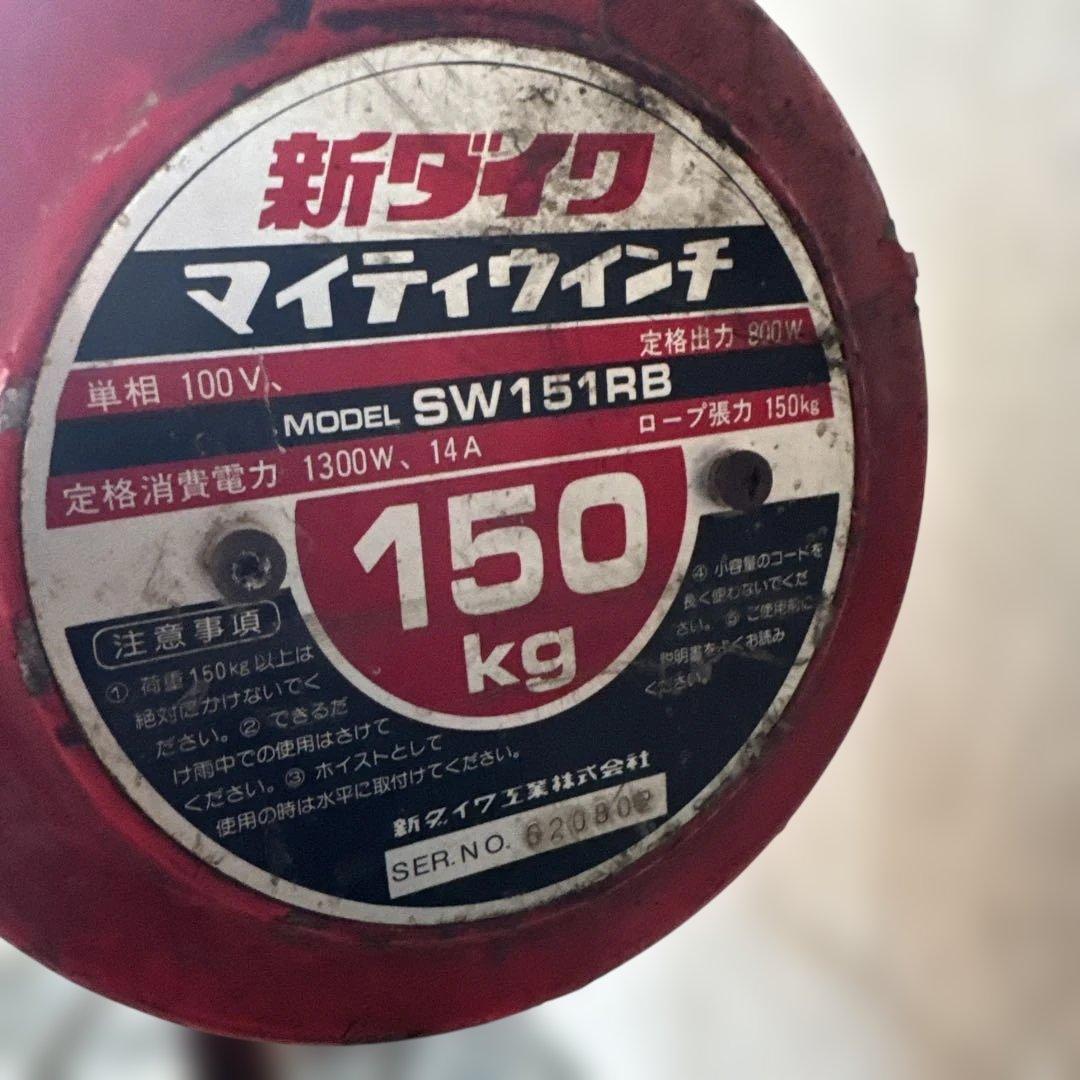 新ダイワ
マイティウインチ
単相 100V、
定格出力 800W
MODEL SW151RB
定格消費電力 1300W、14A
ロープ張力 150kg
150
kg
注意事項
① 荷重150kg以上は
絶対にかけないでく
ださい。② できるだ
け雨中での使用はさけて
ください。③ ホイストとして
使用の時は水平に取付けてください。
④ 小容量のコードを
長く使わないでくだ
さい。⑤ ご使用前に
説明書をよくお読み
ください。
新ダイワ工業株式会社
SER.NO. 620802